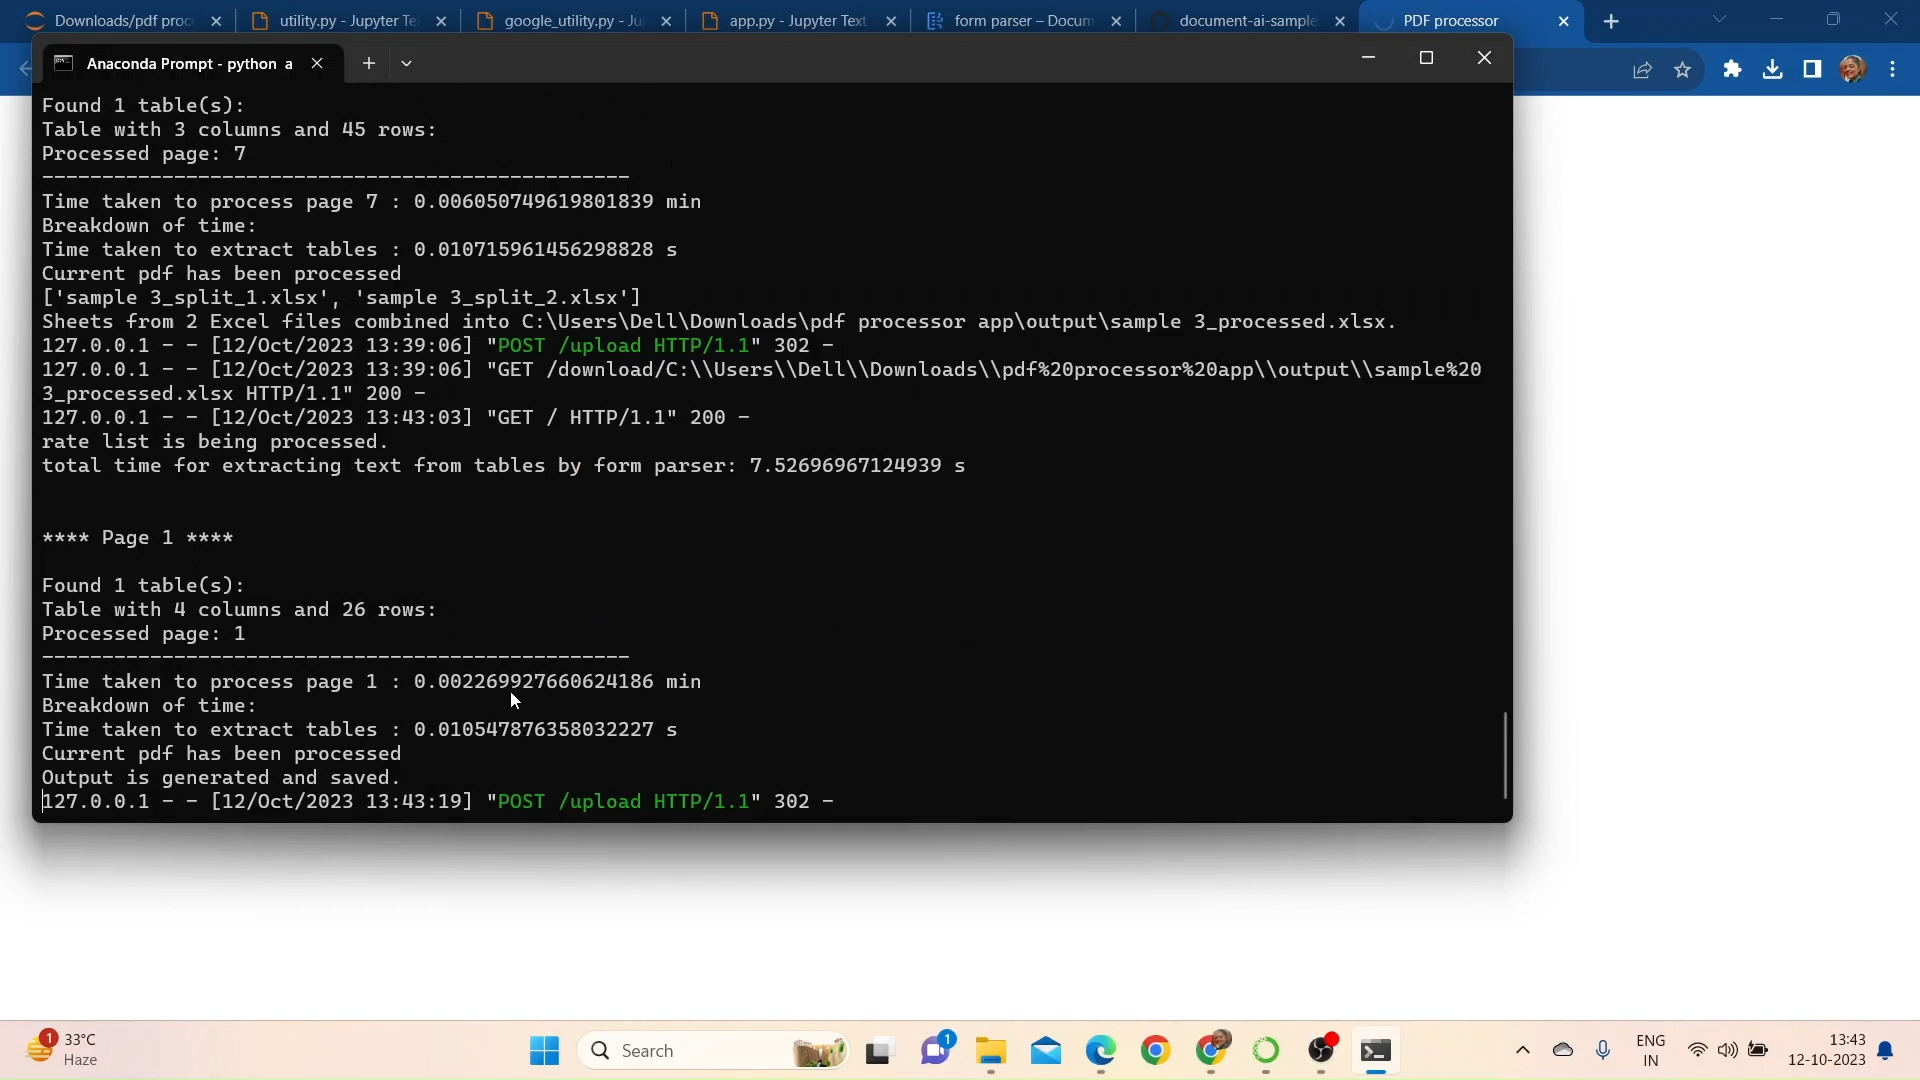 Downloads/pdf proc
utility.py - Jupyter Te
google_utility.py - Ju
app.py - Jupyter Text
form parser – Docum
document-ai-sample
PDF processor
Anaconda Prompt - python a
Found 1 table(s):
Table with 3 columns and 45 rows:
Processed page: 7
-------------------------------------------------
Time taken to process page 7 : 0.006050749619801839 min
Breakdown of time:
Time taken to extract tables : 0.010715961456298828 s
Current pdf has been processed
['sample 3_split_1.xlsx', 'sample 3_split_2.xlsx']
Sheets from 2 Excel files combined into C:\Users\Dell\Downloads\pdf processor app\output\sample 3_processed.xlsx.
127.0.0.1 - - [12/Oct/2023 13:39:06] "POST /upload HTTP/1.1" 302 -
127.0.0.1 - - [12/Oct/2023 13:39:06] "GET /download/C:\\Users\\Dell\\Downloads\\pdf%20processor%20app\\output\\sample%20
3_processed.xlsx HTTP/1.1" 200 -
127.0.0.1 - - [12/Oct/2023 13:43:03] "GET / HTTP/1.1" 200 -
rate list is being processed.
total time for extracting text from tables by form parser: 7.52696967124939 s
**** Page 1 ****
Found 1 table(s):
Table with 4 columns and 26 rows:
Processed page: 1
-------------------------------------------------
Time taken to process page 1 : 0.002269927660624186 min
Breakdown of time:
Time taken to extract tables : 0.010547876358032227 s
Current pdf has been processed
Output is generated and saved.
127.0.0.1 - - [12/Oct/2023 13:43:19] "POST /upload HTTP/1.1" 302 -
1
33°C
Haze
Search
1
ENG
IN
13:43
12-10-2023